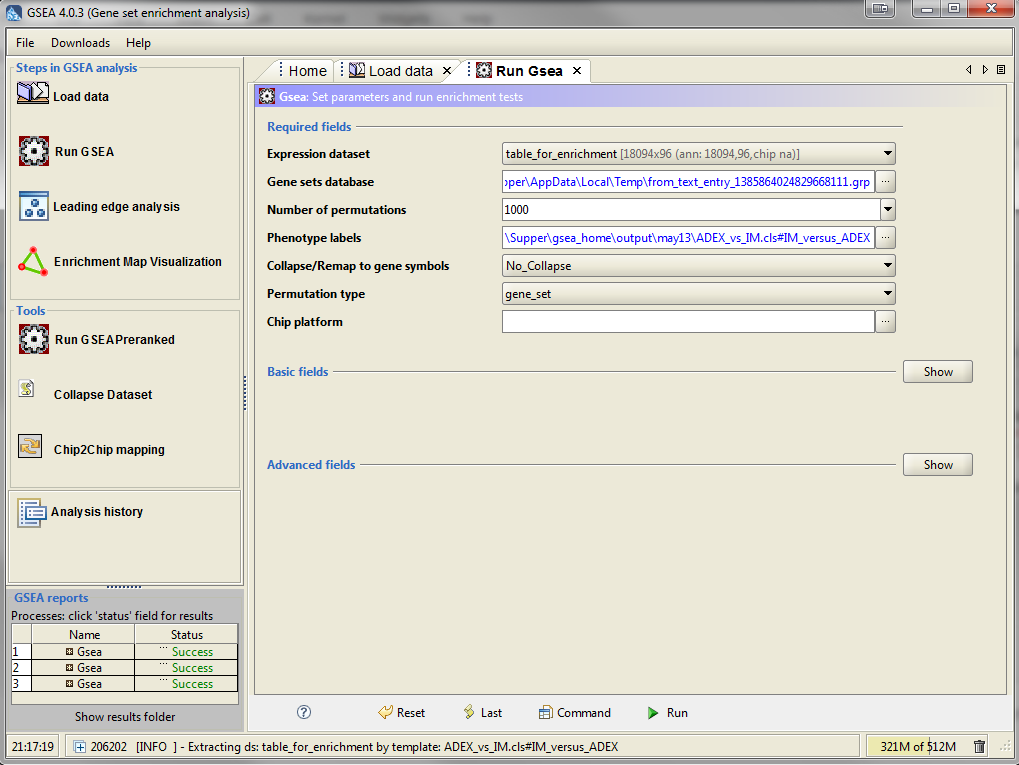 GSEA 4.0.3 (Gene set enrichment analysis)
File Downloads Help
Steps in GSEA analysis
Load data
Run GSEA
Leading edge analysis
Enrichment Map Visualization
Tools
Run GSEAPreranked
Collapse Dataset
Chip2Chip mapping
Analysis history
GSEA reports
Processes: click 'status' field for results
Name Status
1 Gsea Success
2 Gsea Success
3 Gsea Success
Show results folder
Home Load data Run Gsea
Gsea: Set parameters and run enrichment tests
Required fields
Expression dataset table_for_enrichment [18094x96 (ann: 18094,96,chip na)]
Gene sets database per\AppData\Local\Temp\from_text_entry_1385864024829668111.grp ...
Number of permutations 1000
Phenotype labels \Supper\gsea_home\output\may13\ADEX_vs_IM.cls#IM_versus_ADEX ...
Collapse/Remap to gene symbols No_Collapse
Permutation type gene_set
Chip platform ...
Basic fields Show
Advanced fields Show
? Reset Last Command Run
21:17:19 206202 [INFO ] - Extracting ds: table_for_enrichment by template: ADEX_vs_IM.cls#IM_versus_ADEX 321M of 512M